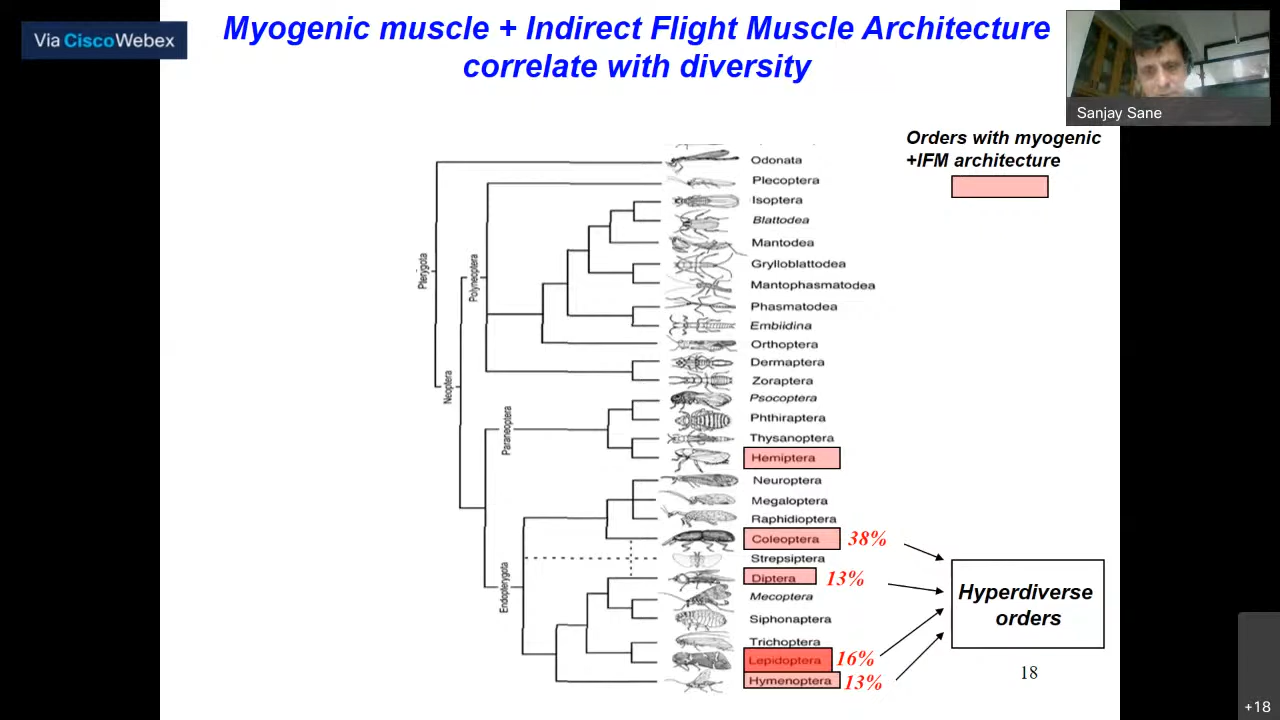 Via Cisco Webex
Myogenic muscle + Indirect Flight Muscle Architecture
correlate with diversity
Sanjay Sane
Orders with myogenic
+IFM architecture
Pterygota
Neoptera
Polyneoptera
Paraneoptera
Endopterygota
Odonata
Plecoptera
Isoptera
Blattodea
Mantodea
Grylloblattodea
Mantophasmatodea
Phasmatodea
Embiidina
Orthoptera
Dermaptera
Zoraptera
Psocoptera
Phthiraptera
Thysanoptera
Hemiptera
Neuroptera
Megaloptera
Raphidioptera
Coleoptera 38%
Strepsiptera
Diptera 13%
Mecoptera
Siphonaptera
Trichoptera
Lepidoptera 16%
Hymenoptera 13%
Hyperdiverse
orders
18
+18